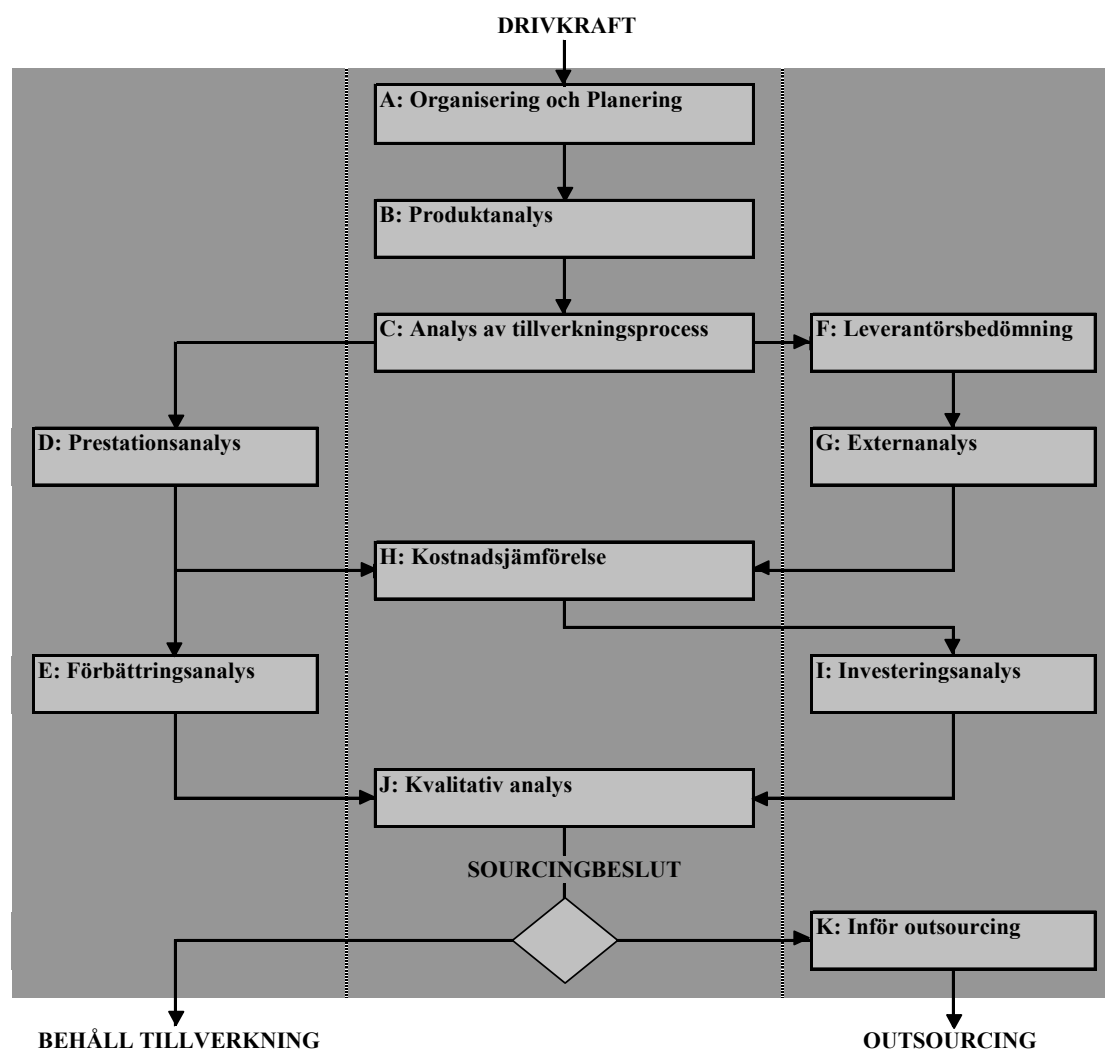 DRIVKRAFT
A: Organisering och Planering
B: Produktanalys
C: Analys av tillverkningsprocess
F: Leverantörsbedömning
D: Prestationsanalys
G: Externanalys
H: Kostnadsjämförelse
E: Förbättringsanalys
I: Investeringsanalys
J: Kvalitativ analys
SOURCINGBESLUT
K: Inför outsourcing
BEHÅLL TILLVERKNING
OUTSOURCING